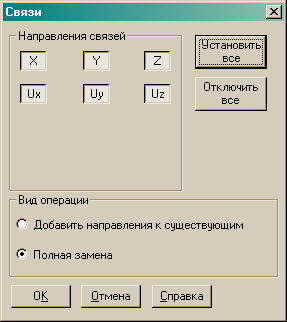 Связи
Направления связей
X Y Z
Ux Uy Uz
Установить
все
Отключить
все
Вид операции
Добавить направления к существующим
Полная замена
OK Отмена Справка